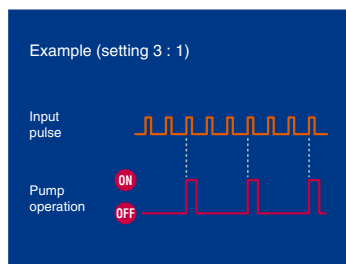 Example (setting 3 : 1)
Input
pulse
ON
Pump
operation
OFF